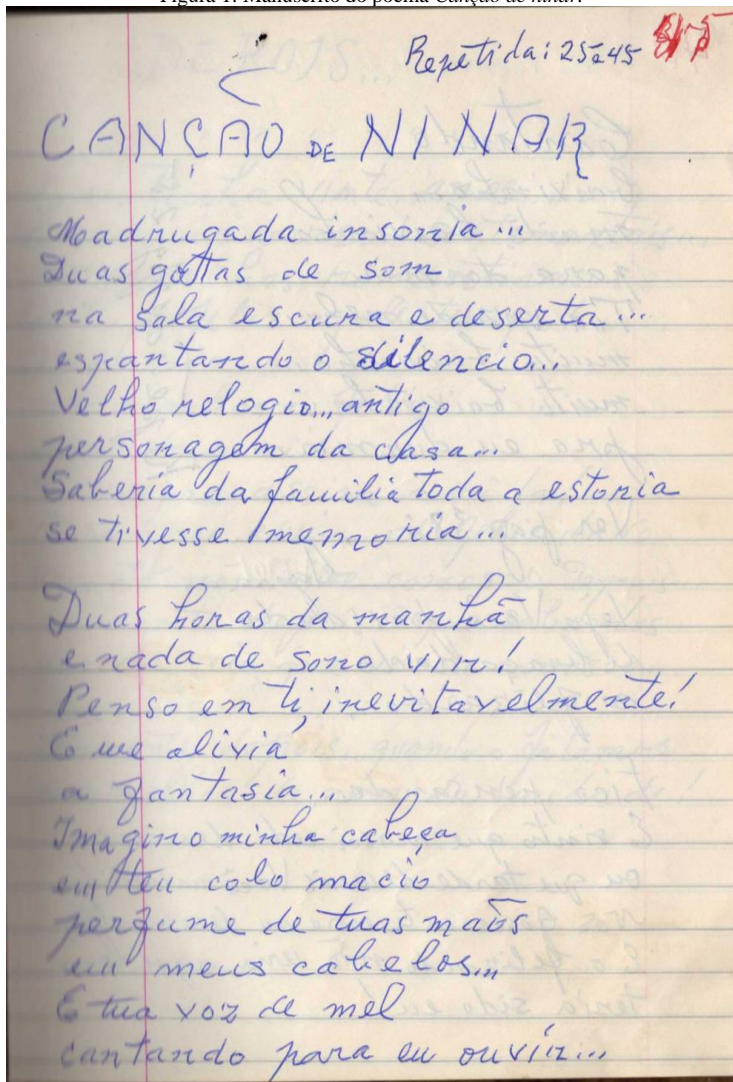 Figura 1: Manuscrito do poema Canção de ninar.
Repetida: 25 e 45
CANÇÃO DE NINAR
Madrugada insonia...
Duas gottas de som
na sala escura e deserta...
espantando o silencio...
Velho relogio... antigo
personagem da casa...
Saberia da familia toda a estoria
se tivesse memoria...
Duas horas da manhã
e nada de sono vir!
Penso em ti, inevitavelmente!
E me alivia
a fantasia...
Imagino minha cabeça
em teu colo macio
perfume de tuas mãos
em meus cabelos...
E tua voz de mel
cantando para eu ouvir...